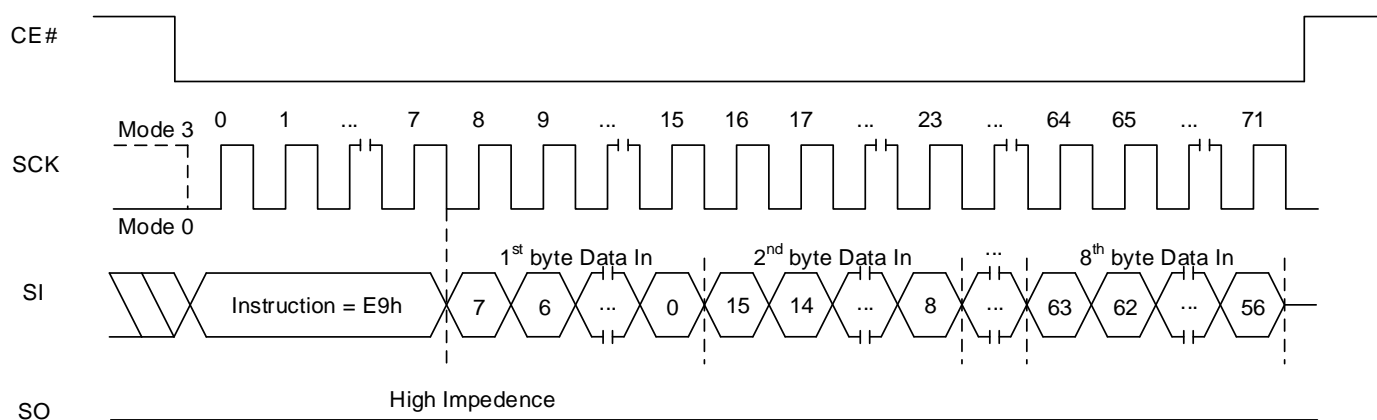 CE#
0 1 ... 7 8 9 ... 15 16 17 ... 23 ... 64 65 ... 71
Mode 3
SCK
Mode 0
1st byte Data In 2nd byte Data In ... 8th byte Data In
SI Instruction = E9h 7 6 ... 0 15 14 ... 8 ... 63 62 ... 56
High Impedence
SO